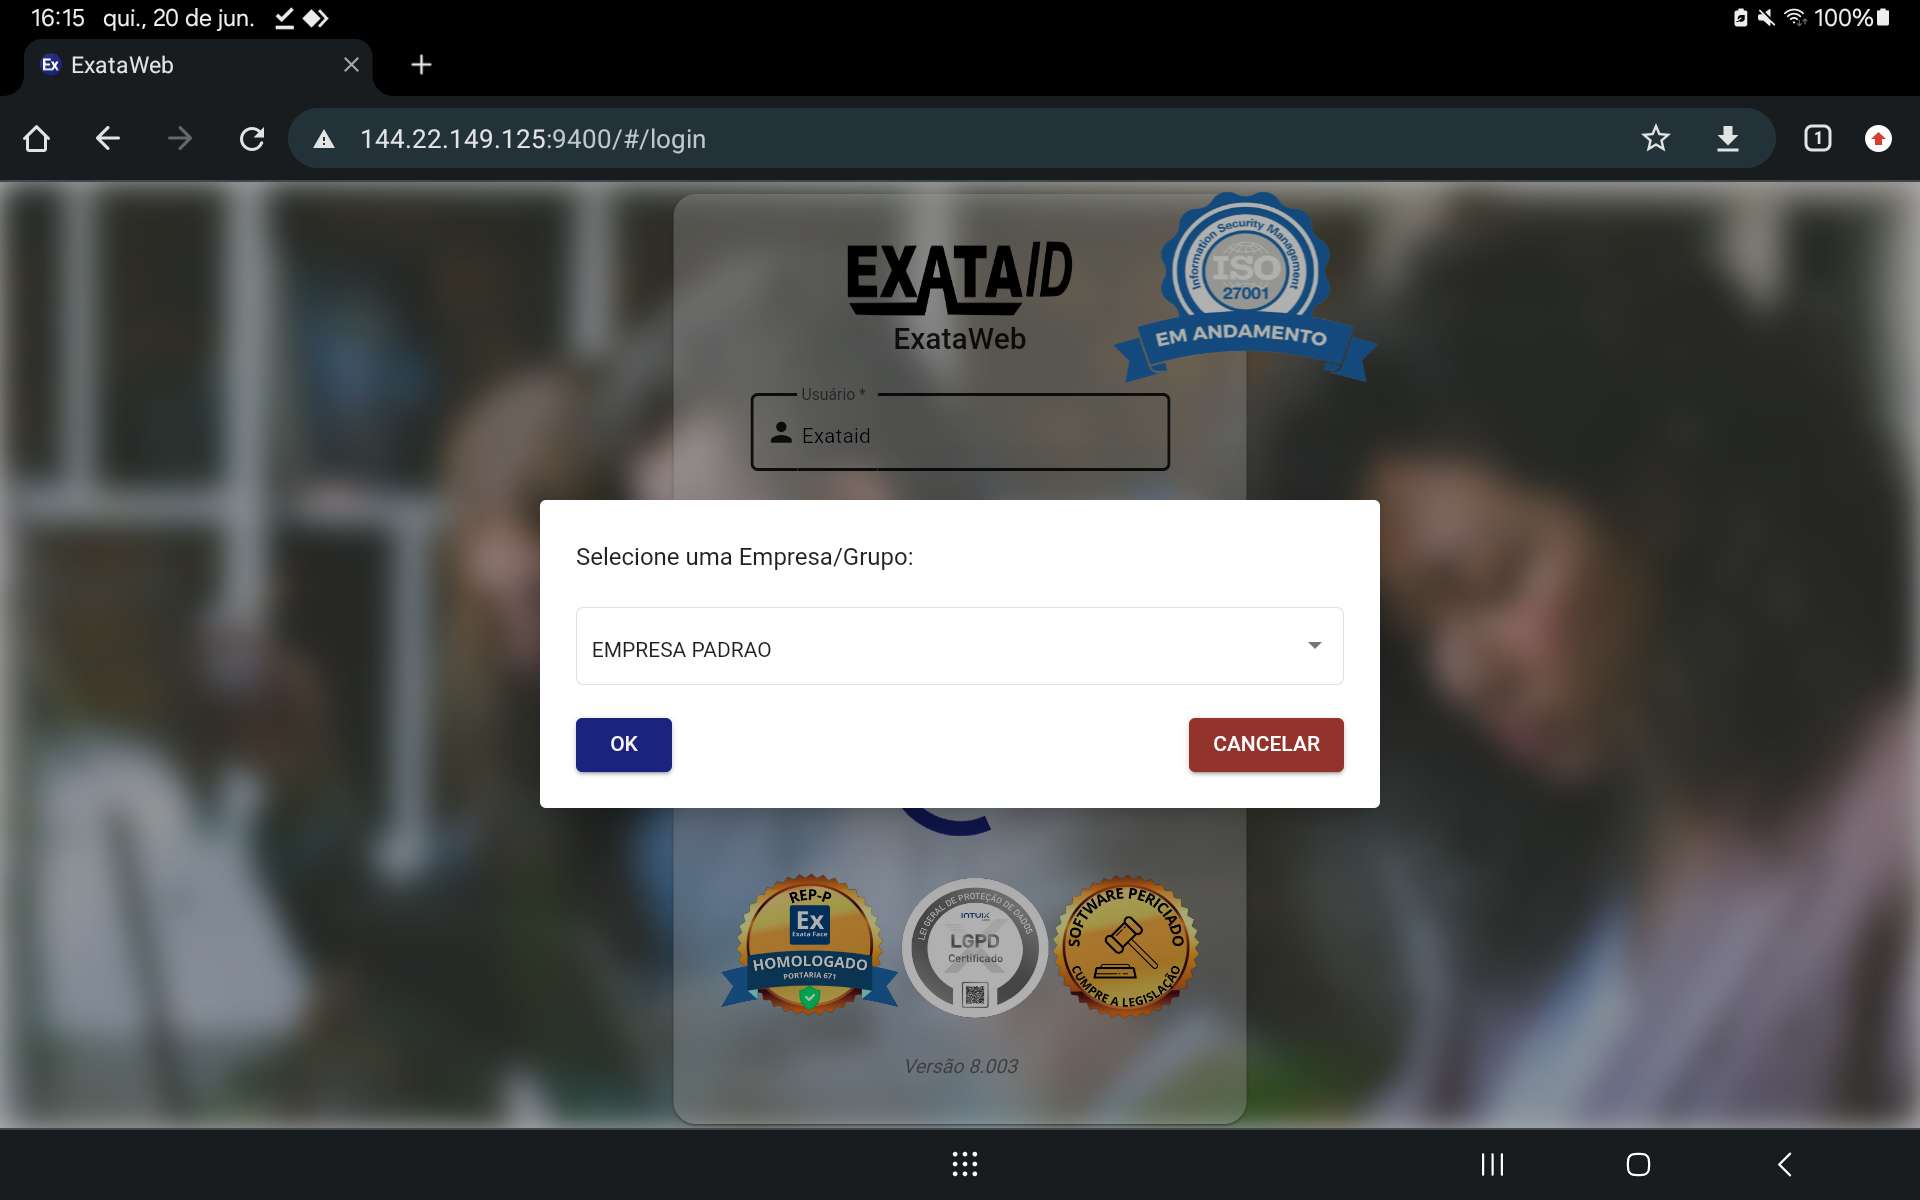 16:15 qui., 20 de jun.
100%
Ex ExataWeb
144.22.149.125:9400/#/login
1
EXATAID
ExataWeb
Information Security Management
ISO
27001
EM ANDAMENTO
Usuário *
Exataid
Selecione uma Empresa/Grupo:
EMPRESA PADRAO
OK
CANCELAR
REP-P
Ex
Exata Face
HOMOLOGADO
PORTARIA 671
LEI GERAL DE PROTEÇÃO DE DADOS
INTUIX
LGPD
Certificado
SOFTWARE PERICIADO
CUMPRE A LEGISLAÇÃO
Versão 8.003